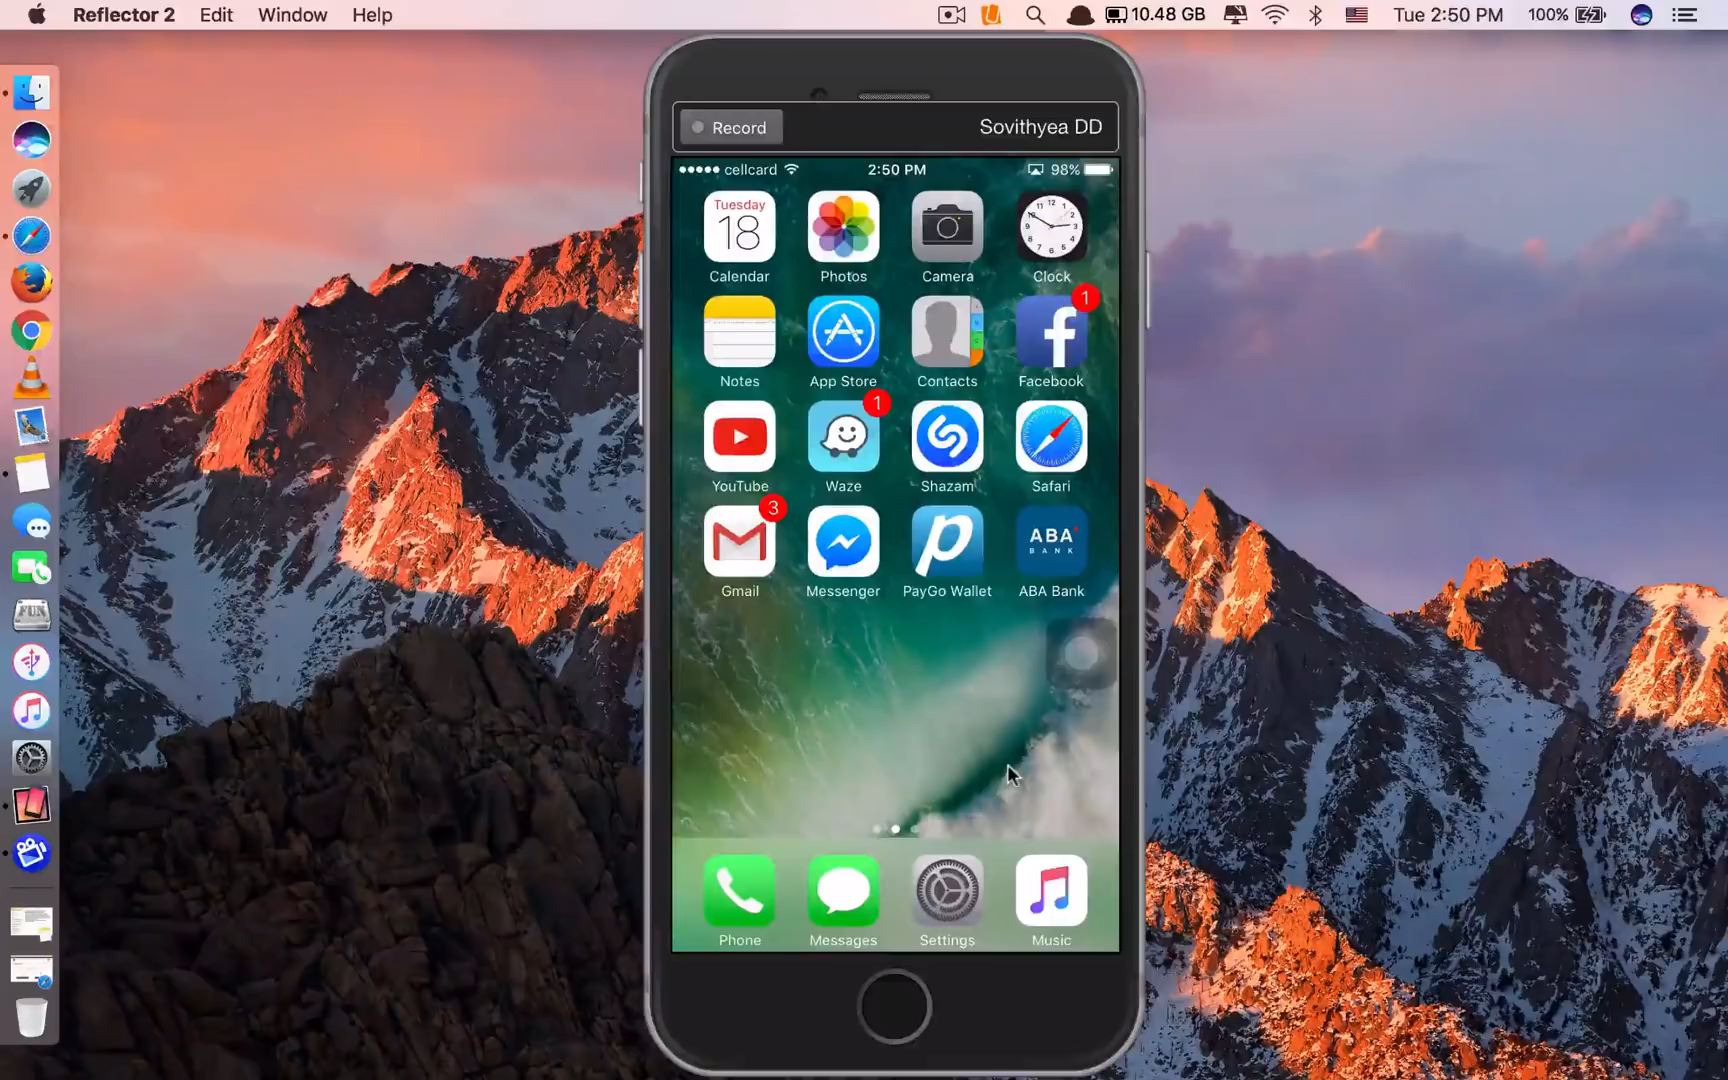 Reflector 2 Edit Window Help 10.48 GB Tue 2:50 PM 100%
Record Sovithyea DD
cellcard 2:50 PM 98%
Tuesday
18
Calendar Photos Camera Clock
1
Notes App Store Contacts Facebook
1
YouTube Waze Shazam Safari
3
ABA
BANK
Gmail Messenger PayGo Wallet ABA Bank
FUN
Phone Messages Settings Music